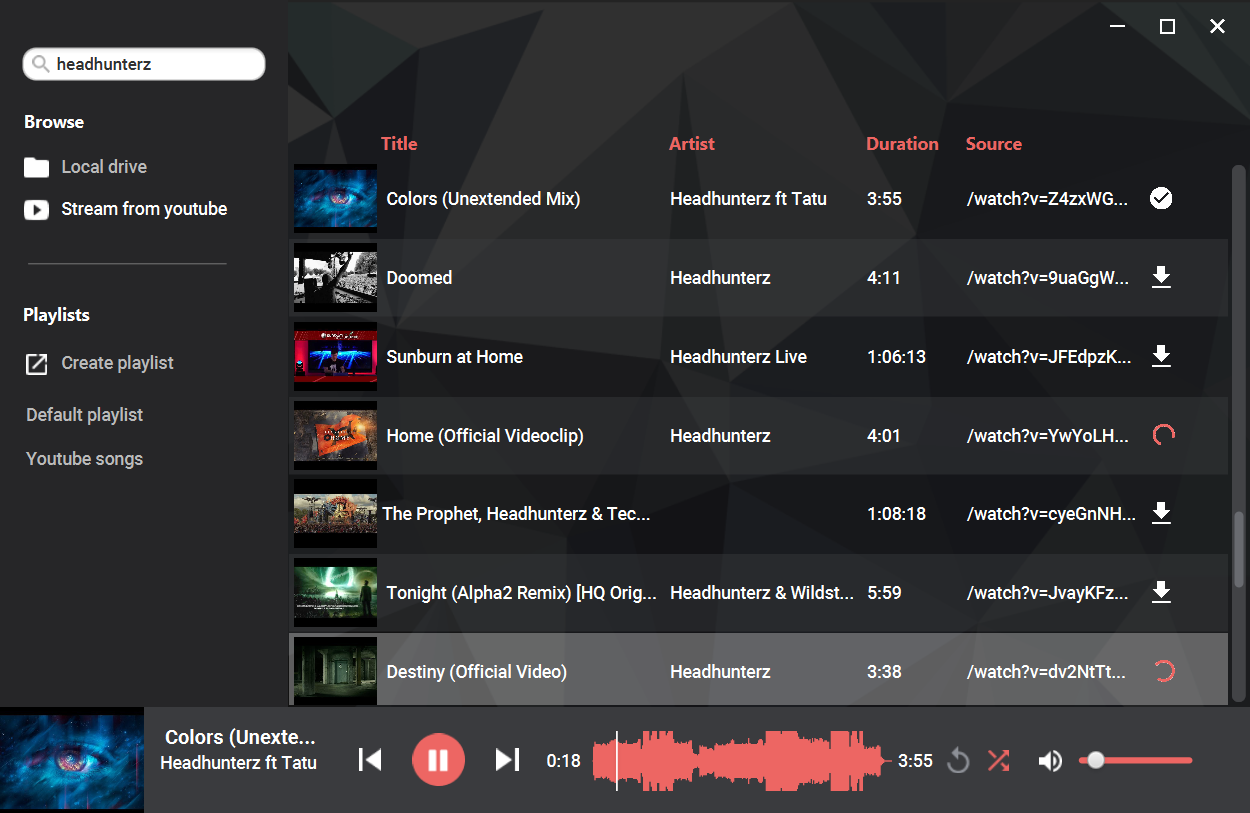 headhunterz
Browse
Local drive
Stream from youtube
Playlists
Create playlist
Default playlist
Youtube songs
Title Artist Duration Source
Colors (Unextended Mix) Headhunterz ft Tatu 3:55 /watch?v=Z4zxWG...
Doomed Headhunterz 4:11 /watch?v=9uaGgW...
Sunburn at Home Headhunterz Live 1:06:13 /watch?v=JFEdpzK...
Home (Official Videoclip) Headhunterz 4:01 /watch?v=YwYoLH...
The Prophet, Headhunterz & Tec... 1:08:18 /watch?v=cyeGnNH...
Tonight (Alpha2 Remix) [HQ Orig... Headhunterz & Wildst... 5:59 /watch?v=JvayKFz...
Destiny (Official Video) Headhunterz 3:38 /watch?v=dv2NtTt...
Colors (Unexte...
Headhunterz ft Tatu
0:18 3:55